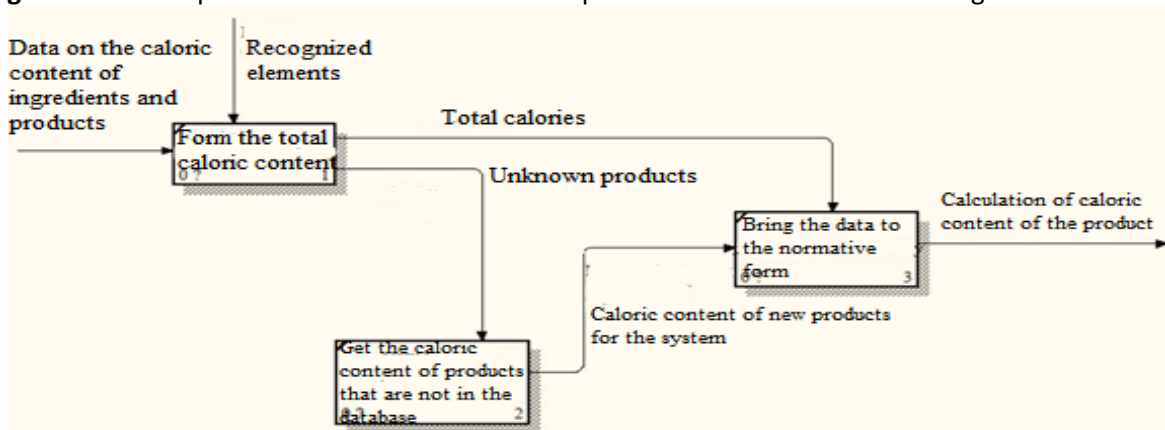 Data on the caloric
content of
ingredients and
products
Recognized
elements
Form the total
caloric content
0 ?
1
Total calories
Unknown products
Calculation of caloric
content of the product
Bring the data to
the normative
form
0 ?
3
Caloric content of new products
for the system
Get the caloric
content of products
that are not in the
database
0 ?
2